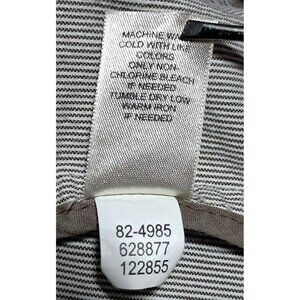 MACHINE WA
COLD WITH LIKE
COLORS
ONLY NON-
CHLORINE BLEACH
IF NEEDED
TUMBLE DRY LOW
WARM IRON
IF NEEDED
82-4985
628877
122855